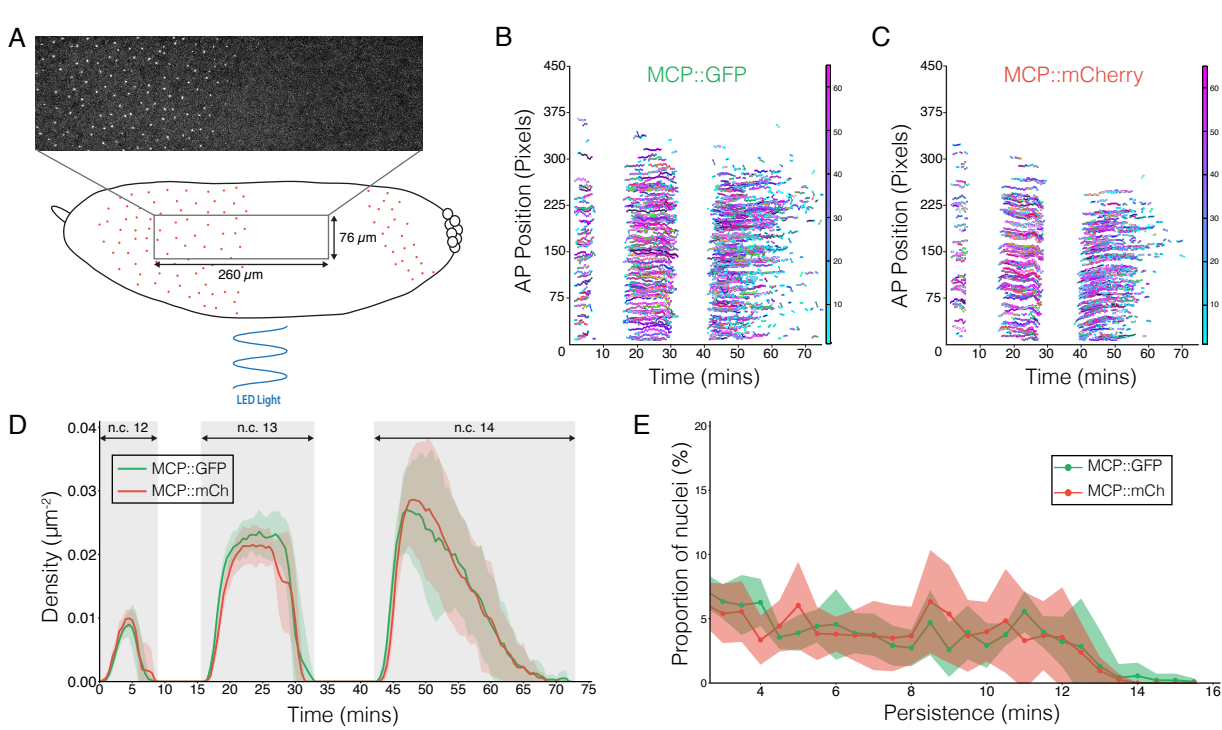 A
76 µm
260 µm
LED Light
B
MCP::GFP
AP Position (Pixels)
450
375
300
225
150
75
0
10 20 30 40 50 60 70
Time (mins)
60
50
40
30
20
10
C
MCP::mCherry
AP Position (Pixels)
450
375
300
225
150
75
0
10 20 30 40 50 60 70
Time (mins)
60
50
40
30
20
10
D
n.c. 12 n.c. 13 n.c. 14
MCP::GFP
MCP::mCh
Density (µm-2)
0.04
0.03
0.02
0.01
0.00
0 5 10 15 20 25 30 35 40 45 50 55 60 65 70 75
Time (mins)
E
MCP::GFP
MCP::mCh
Proportion of nuclei (%)
20
15
10
5
0
4 6 8 10 12 14 16
Persistence (mins)